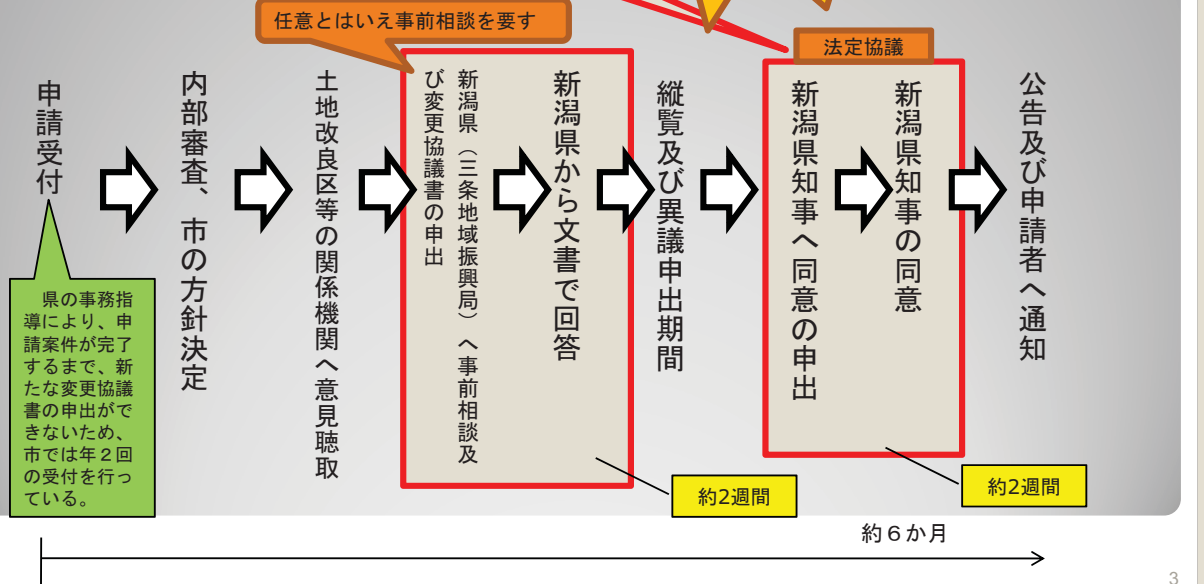 任意とはいえ事前相談を要す
法定協議
申請受付
内部審査、市の方針決定
土地改良区等の関係機関へ意見聴取
新潟県（三条地域振興局）へ事前相談及
び変更協議書の申出
新潟県から文書で回答
縦覧及び異議申出期間
新潟県知事へ同意の申出
新潟県知事の同意
公告及び申請者へ通知
県の事務指
導により、申
請案件が完了
するまで、新
たな変更協議
書の申出がで
きないため、
市では年２回
の受付を行っ
ている。
約2週間
約2週間
約６か月
3